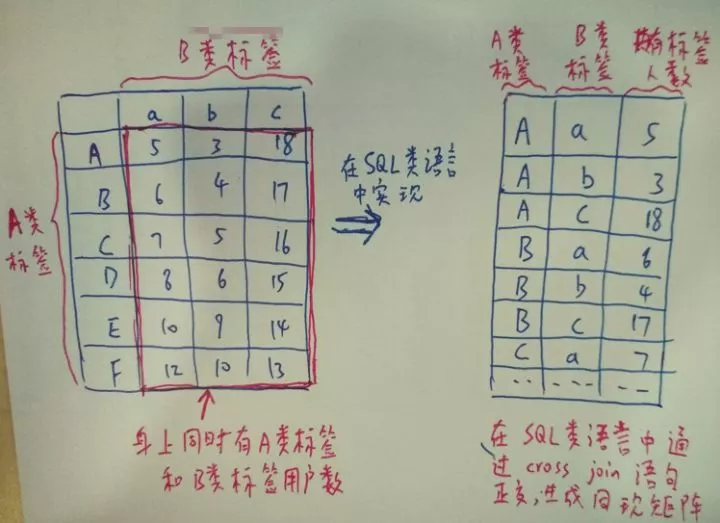 B类标签
a b c
A 5 3 18
B 6 4 17
C 7 5 16
D 8 6 15
E 10 9 14
F 12 10 13
A类
标签
身上同时有A类标签
和B类标签用户数
在SQL类语言
中实现
A类
标签
B类
标签
标签
人数
A a 5
A b 3
A c 18
B a 6
B b 4
B c 17
C a 7
.. ... ..
在SQL类语言中通
过cross join语句
正交,生成同现矩阵